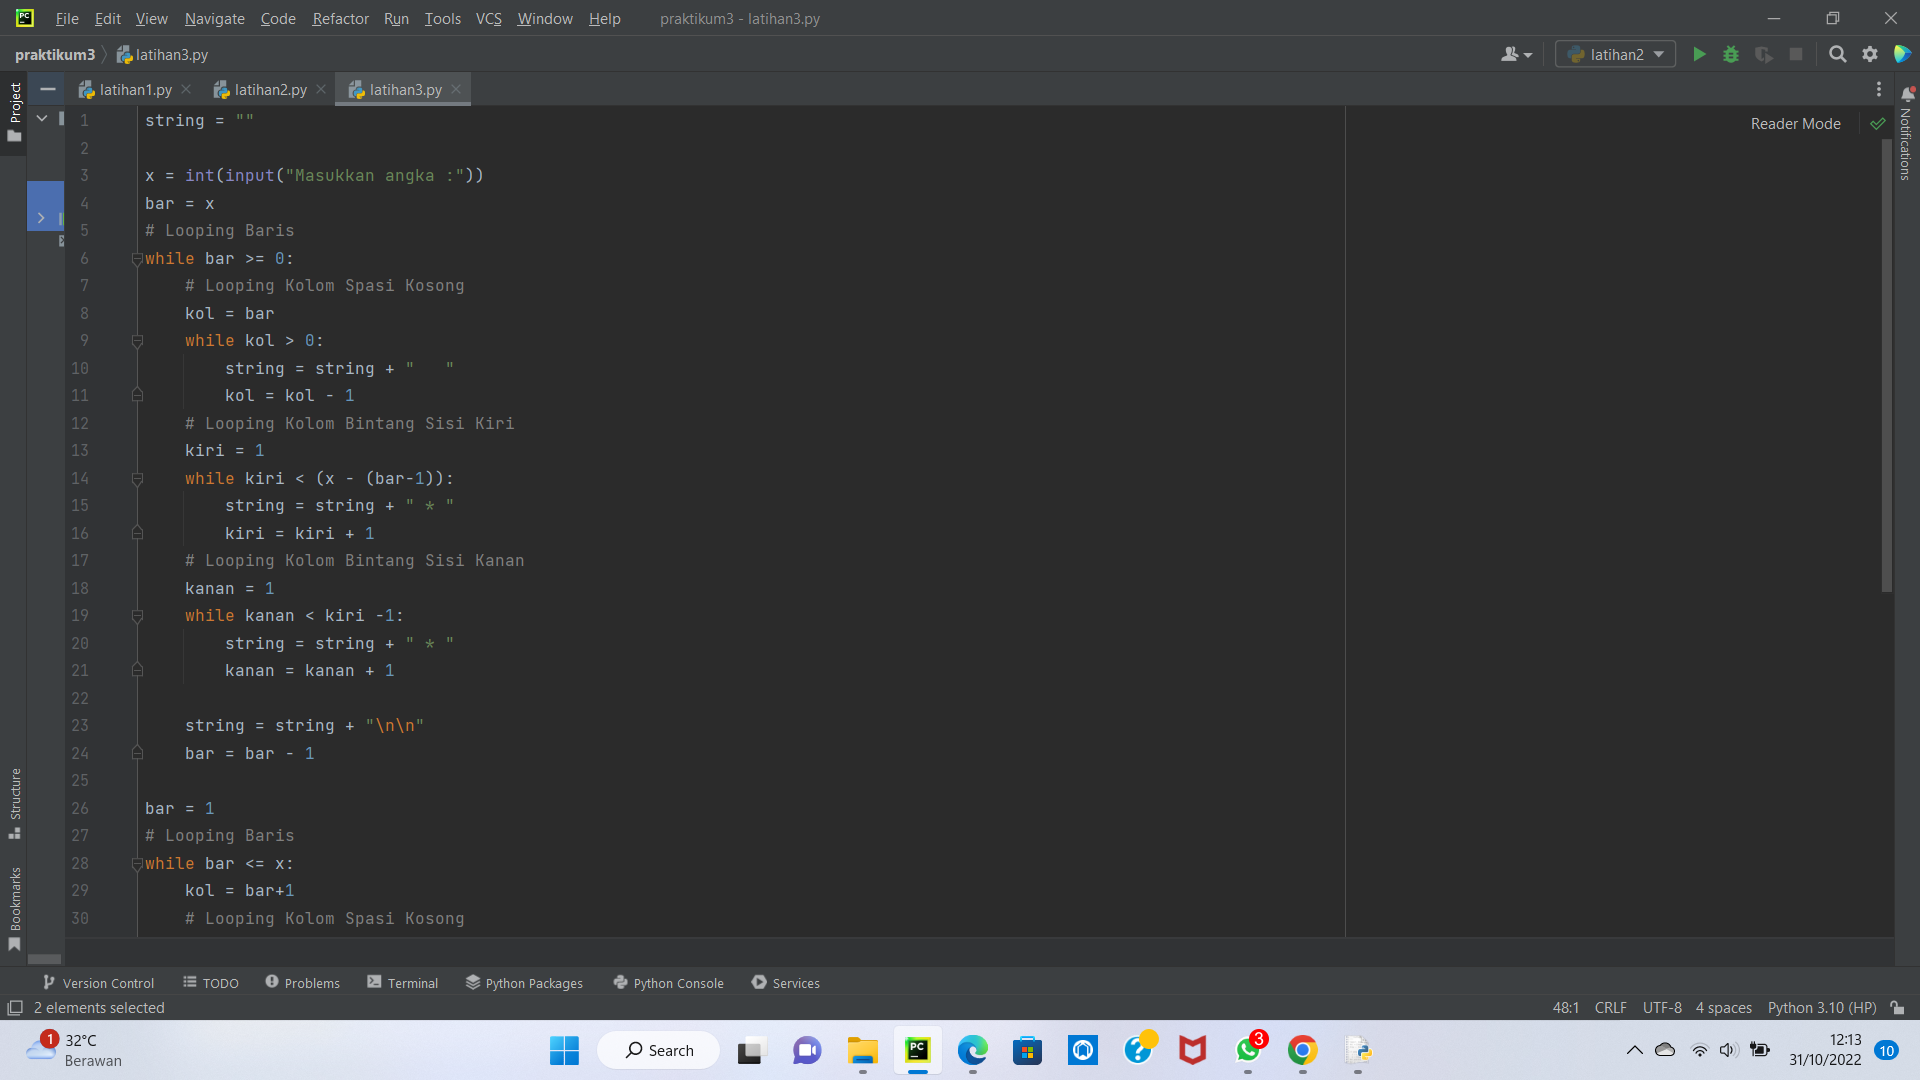 PC File Edit View Navigate Code Refactor Run Tools VCS Window Help praktikum3 - latihan3.py
praktikum3 latihan3.py latihan2
Project latihan1.py latihan2.py latihan3.py
Reader Mode
Notifications
1 string = ""
2
3 x = int(input("Masukkan angka :"))
4 bar = x
5 # Looping Baris
6 while bar >= 0:
7     # Looping Kolom Spasi Kosong
8     kol = bar
9     while kol > 0:
10         string = string + "   "
11         kol = kol - 1
12     # Looping Kolom Bintang Sisi Kiri
13     kiri = 1
14     while kiri < (x - (bar-1)):
15         string = string + " * "
16         kiri = kiri + 1
17     # Looping Kolom Bintang Sisi Kanan
18     kanan = 1
19     while kanan < kiri -1:
20         string = string + " * "
21         kanan = kanan + 1
22
23     string = string + "\n\n"
24     bar = bar - 1
25
26 bar = 1
27 # Looping Baris
28 while bar <= x:
29     kol = bar+1
30     # Looping Kolom Spasi Kosong
Structure
Bookmarks
Version Control TODO Problems Terminal Python Packages Python Console Services
2 elements selected 48:1 CRLF UTF-8 4 spaces Python 3.10 (HP)
1 32°C
Berawan
Search
PC
3
12:13
31/10/2022
10